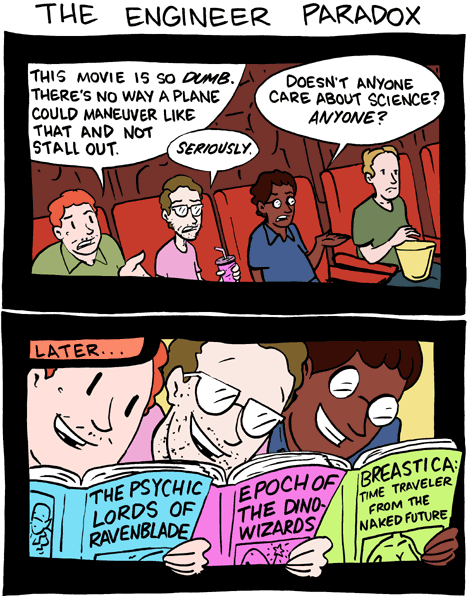 THE ENGINEER PARADOX
THIS MOVIE IS SO DUMB.
THERE'S NO WAY A PLANE
COULD MANEUVER LIKE
THAT AND NOT
STALL OUT.
SERIOUSLY.
DOESN'T ANYONE
CARE ABOUT SCIENCE?
ANYONE?
LATER...
THE PSYCHIC
LORDS OF
RAVENBLADE
EPOCH OF
THE DINO-
WIZARDS
BREASTICA:
TIME TRAVELER
FROM THE
NAKED FUTURE